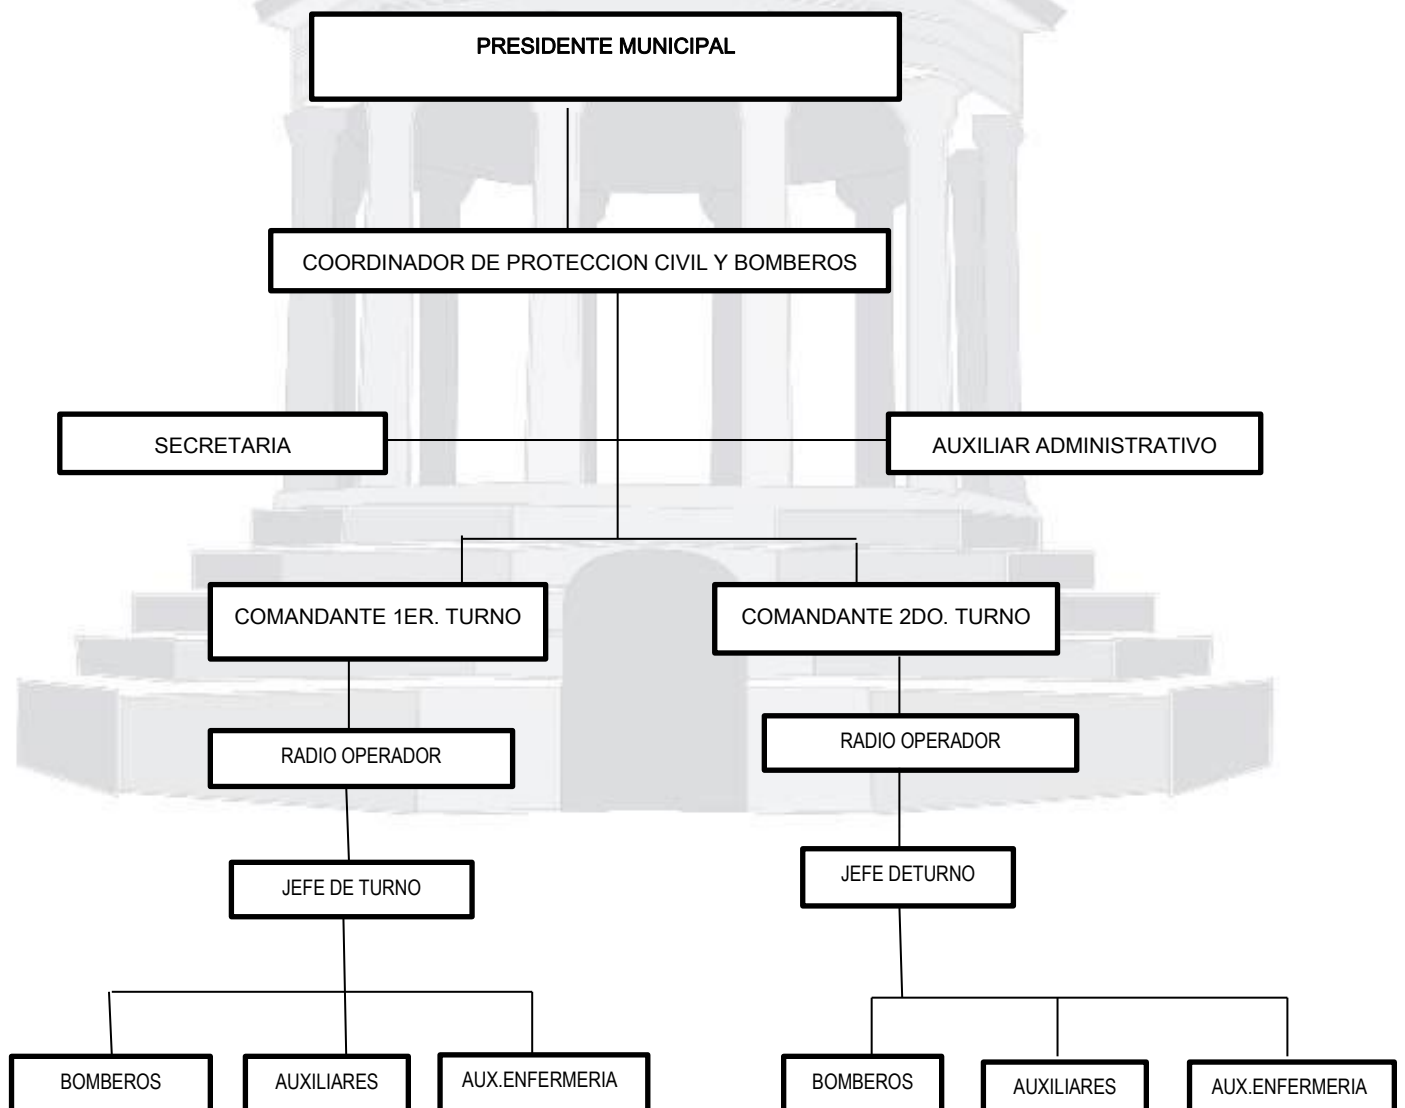 PRESIDENTE MUNICIPAL
COORDINADOR DE PROTECCION CIVIL Y BOMBEROS
SECRETARIA
AUXILIAR ADMINISTRATIVO
COMANDANTE 1ER. TURNO
COMANDANTE 2DO. TURNO
RADIO OPERADOR
RADIO OPERADOR
JEFE DE TURNO
JEFE DETURNO
BOMBEROS
AUXILIARES
AUX.ENFERMERIA
BOMBEROS
AUXILIARES
AUX.ENFERMERIA